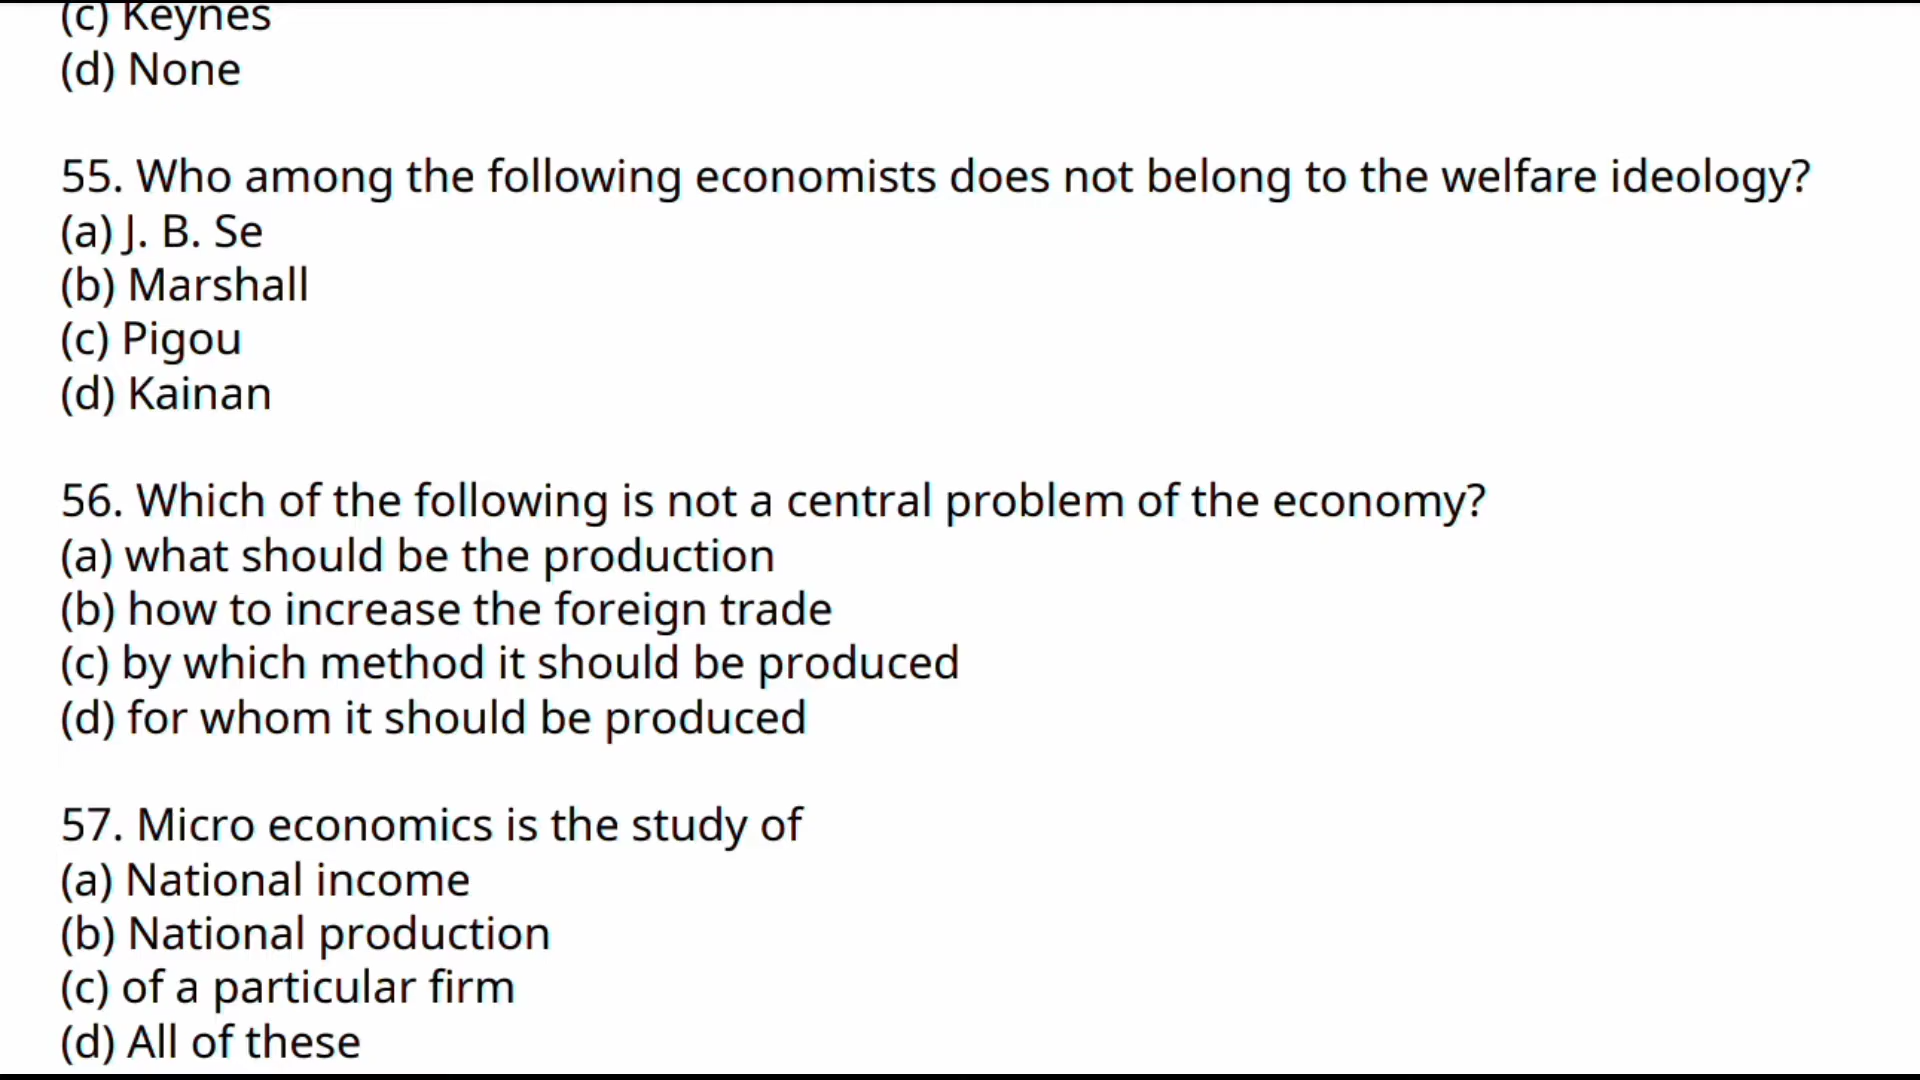 (c) Keynes
(d) None
55. Who among the following economists does not belong to the welfare ideology?
(a) J. B. Se
(b) Marshall
(c) Pigou
(d) Kainan
56. Which of the following is not a central problem of the economy?
(a) what should be the production
(b) how to increase the foreign trade
(c) by which method it should be produced
(d) for whom it should be produced
57. Micro economics is the study of
(a) National income
(b) National production
(c) of a particular firm
(d) All of these